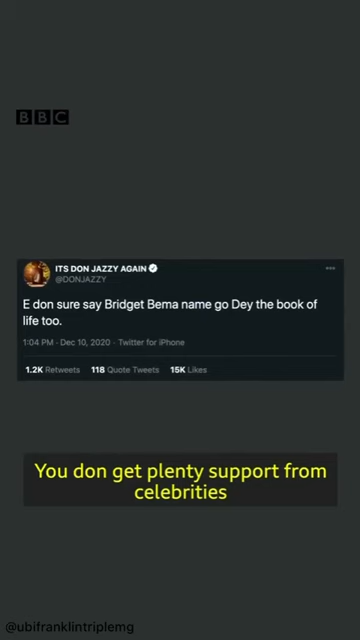 BBC
ITS DON JAZZY AGAIN
@DONJAZZY
E don sure say Bridget Bema name go Dey the book of
life too.
1:04 PM · Dec 10, 2020 · Twitter for iPhone
1.2K Retweets 118 Quote Tweets 15K Likes
You don get plenty support from
celebrities
@ubifranklintriplemg